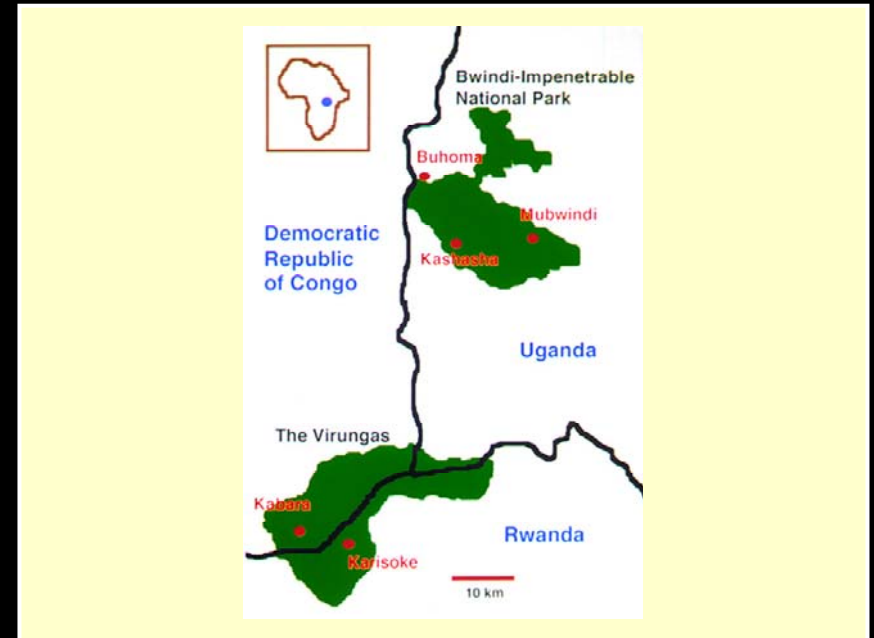 Bwindi-Impenetrable
National Park
Buhoma
Mubwindi
Democratic
Republic
of Congo
Kashasha
Uganda
The Virungas
Kabara
Rwanda
Karisoke
10 km